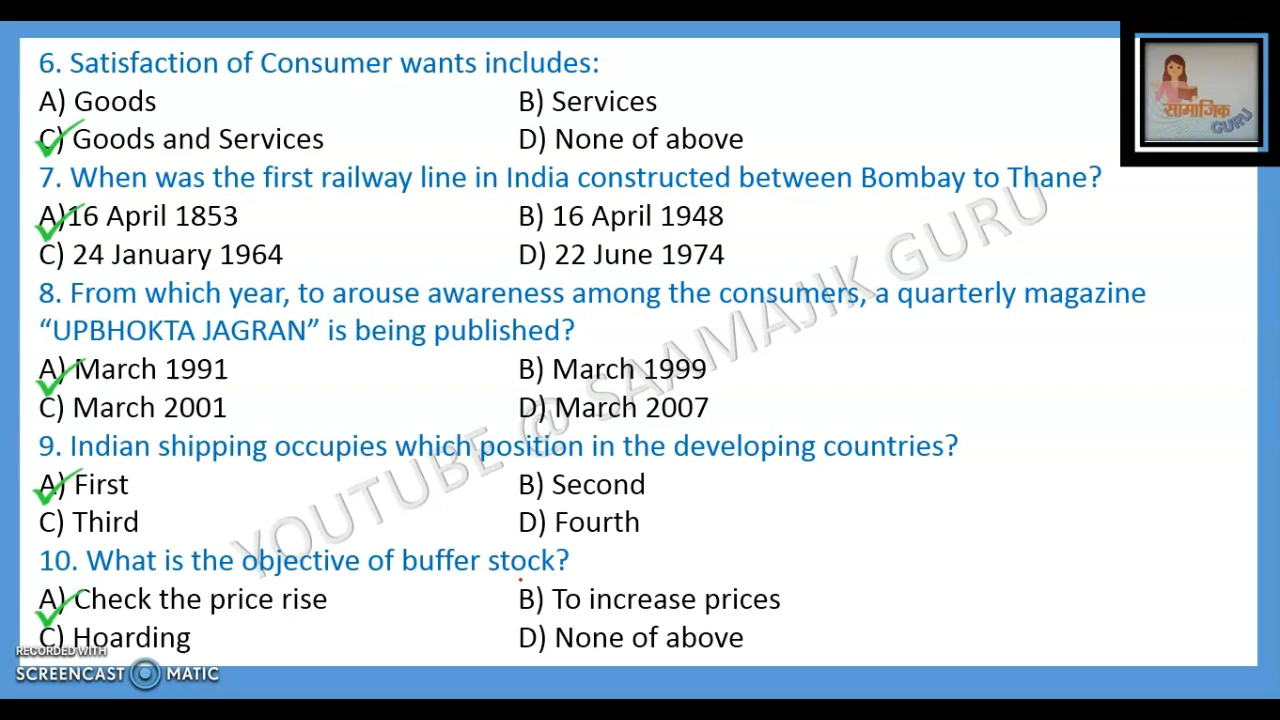 6. Satisfaction of Consumer wants includes:
A) Goods B) Services
C) Goods and Services D) None of above
7. When was the first railway line in India constructed between Bombay to Thane?
A)16 April 1853 B) 16 April 1948
C) 24 January 1964 D) 22 June 1974
8. From which year, to arouse awareness among the consumers, a quarterly magazine
“UPBHOKTA JAGRAN” is being published?
A) March 1991 B) March 1999
C) March 2001 D) March 2007
9. Indian shipping occupies which position in the developing countries?
A) First B) Second
C) Third D) Fourth
10. What is the objective of buffer stock?
A) Check the price rise B) To increase prices
C) Hoarding D) None of above
सामाजिक
GURU
YOUTUBE @ SAAMAJIK GURU
RECORDED WITH
SCREENCAST MATIC